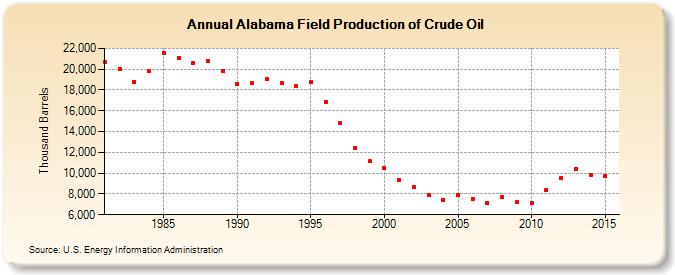 Annual Alabama Field Production of Crude Oil
Thousand Barrels
22,000
20,000
18,000
16,000
14,000
12,000
10,000
8,000
6,000
1985 1990 1995 2000 2005 2010 2015
Source: U.S. Energy Information Administration